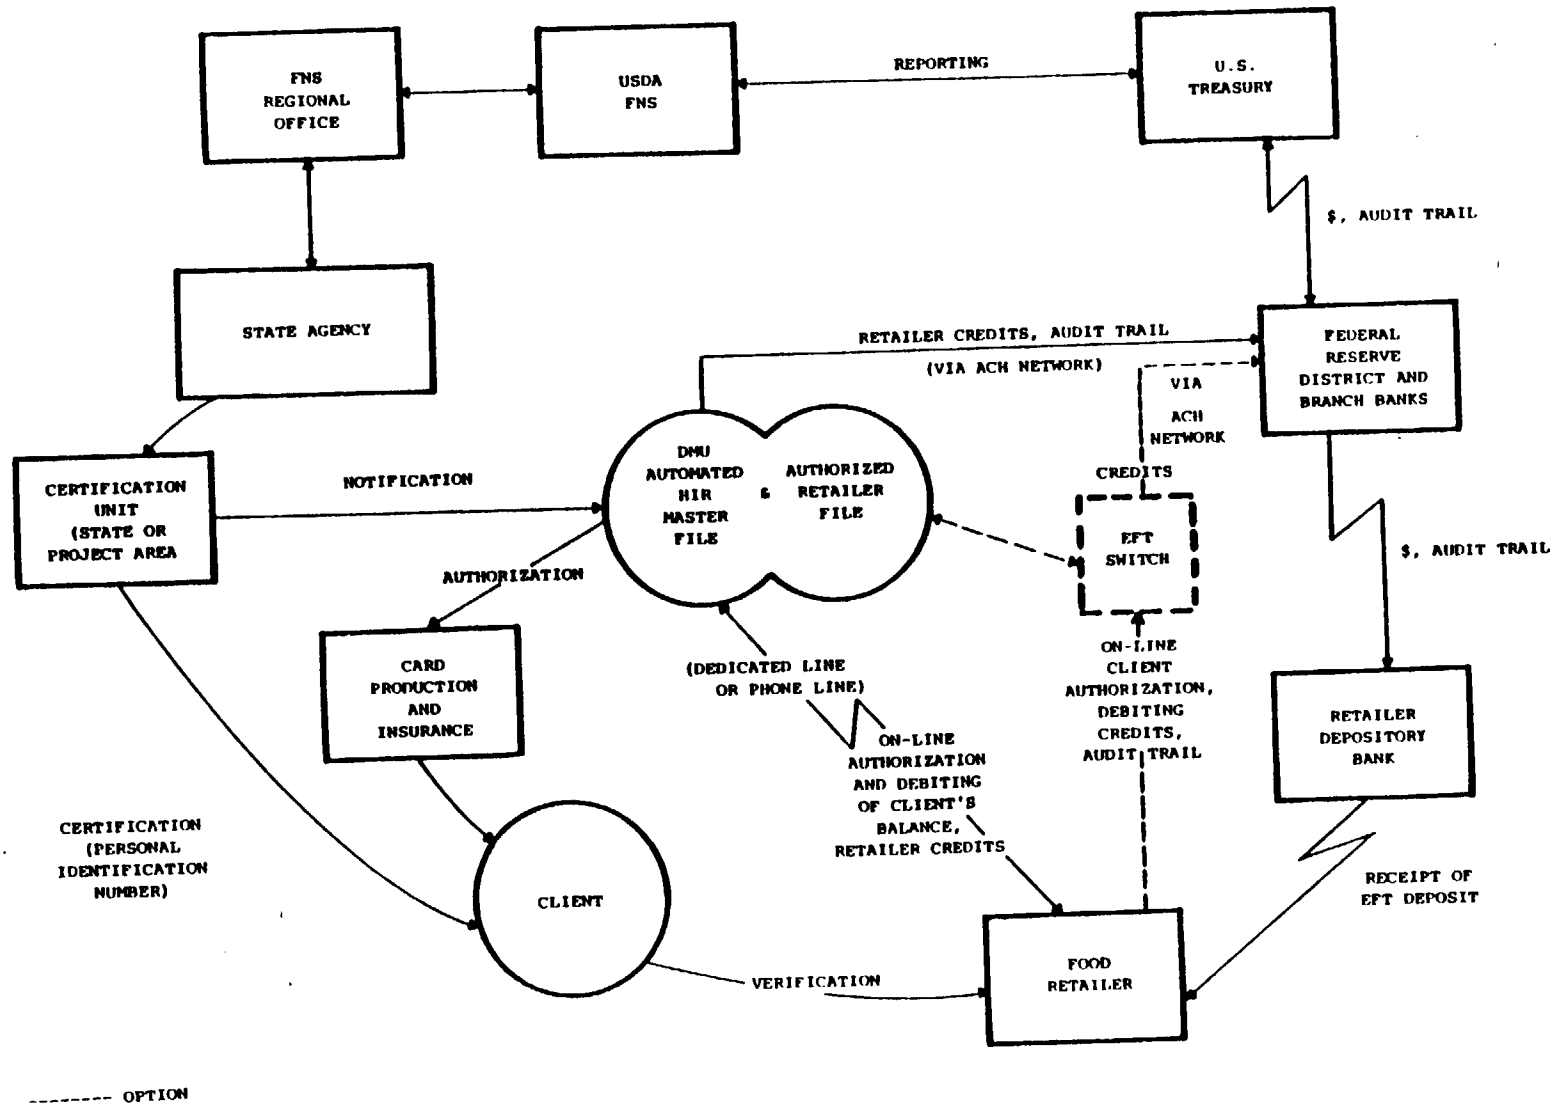 FNS
REGIONAL
OFFICE
USDA
FNS
REPORTING
U.S.
TREASURY
$, AUDIT TRAIL
STATE AGENCY
RETAILER CREDITS, AUDIT TRAIL
(VIA ACH NETWORK)
FEDERAL
RESERVE
DISTRICT AND
BRANCH BANKS
VIA
ACH
NETWORK
CREDITS
CERTIFICATION
UNIT
(STATE OR
PROJECT AREA
NOTIFICATION
DMU
AUTOMATED
HIR
MASTER
FILE
&
AUTHORIZED
RETAILER
FILE
EFT
SWITCH
$, AUDIT TRAIL
AUTHORIZATION
CARD
PRODUCTION
AND
INSURANCE
(DEDICATED LINE
OR PHONE LINE)
ON-LINE
AUTHORIZATION
AND DEBITING
OF CLIENT'S
BALANCE,
RETAILER CREDITS
ON-LINE
CLIENT
AUTHORIZATION,
DEBITING
CREDITS,
AUDIT TRAIL
RETAILER
DEPOSITORY
BANK
CERTIFICATION
(PERSONAL
IDENTIFICATION
NUMBER)
CLIENT
VERIFICATION
FOOD
RETAILER
RECEIPT OF
EFT DEPOSIT
-------- OPTION